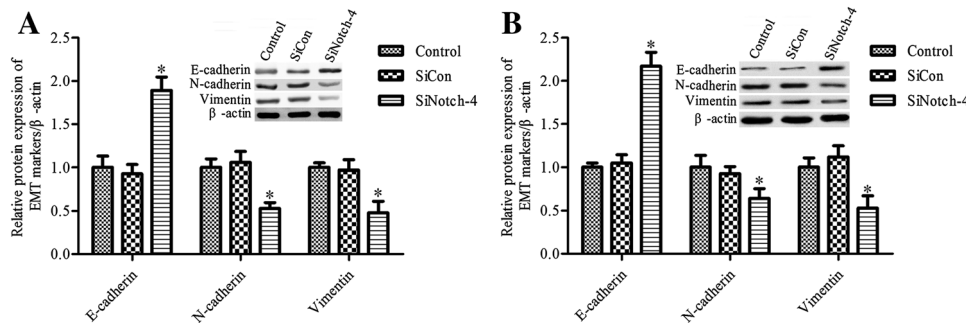 A
Relative protein expression of
EMT markers/β-actin
2.5
2.0
1.5
1.0
0.5
0.0
*
*
*
E-cadherin
N-cadherin
Vimentin
Control
SiCon
SiNotch-4
E-cadherin
N-cadherin
Vimentin
β -actin
Control
SiCon
SiNotch-4
B
Relative protein expression of
EMT markers/β-actin
2.5
2.0
1.5
1.0
0.5
0.0
*
*
*
E-cadherin
N-cadherin
Vimentin
Control
SiCon
SiNotch-4
E-cadherin
N-cadherin
Vimentin
β -actin
Control
SiCon
SiNotch-4